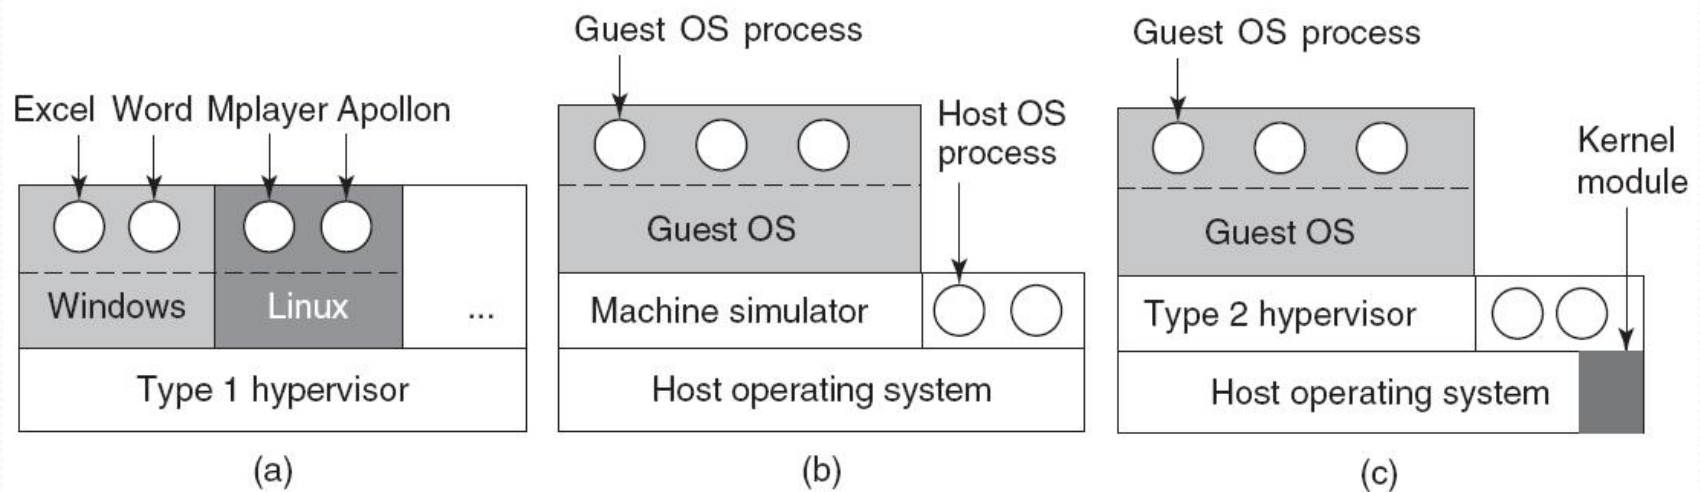 Excel Word Mplayer Apollon
Windows
Linux
...
Type 1 hypervisor
(a)
Guest OS process
Host OS
process
Guest OS
Machine simulator
Host operating system
(b)
Guest OS process
Kernel
module
Guest OS
Type 2 hypervisor
Host operating system
(c)